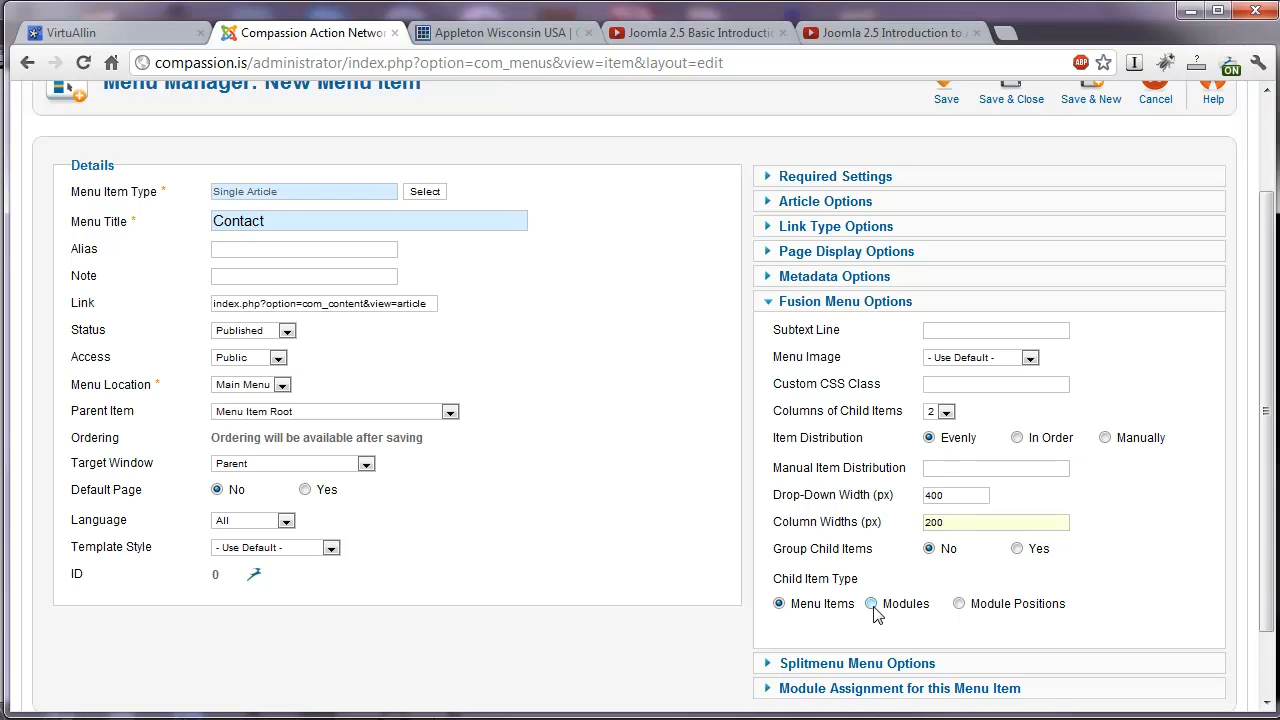 VirtuAllin
Compassion Action Networ
Appleton Wisconsin USA | C
Joomla 2.5 Basic Introducti
Joomla 2.5 Introduction to
compassion.is/administrator/index.php?option=com_menus&view=item&layout=edit
ABP
ON
Menu Manager: New Menu Item
Save
Save & Close
Save & New
Cancel
Help
Details
Menu Item Type *
Single Article
Select
Menu Title *
Contact
Alias
Note
Link
index.php?option=com_content&view=article
Status
Published
Access
Public
Menu Location *
Main Menu
Parent Item
Menu Item Root
Ordering
Ordering will be available after saving
Target Window
Parent
Default Page
No
Yes
Language
All
Template Style
- Use Default -
ID
0
Required Settings
Article Options
Link Type Options
Page Display Options
Metadata Options
Fusion Menu Options
Subtext Line
Menu Image
- Use Default -
Custom CSS Class
Columns of Child Items
2
Item Distribution
Evenly
In Order
Manually
Manual Item Distribution
Drop-Down Width (px)
400
Column Widths (px)
200
Group Child Items
No
Yes
Child Item Type
Menu Items
Modules
Module Positions
Splitmenu Menu Options
Module Assignment for this Menu Item